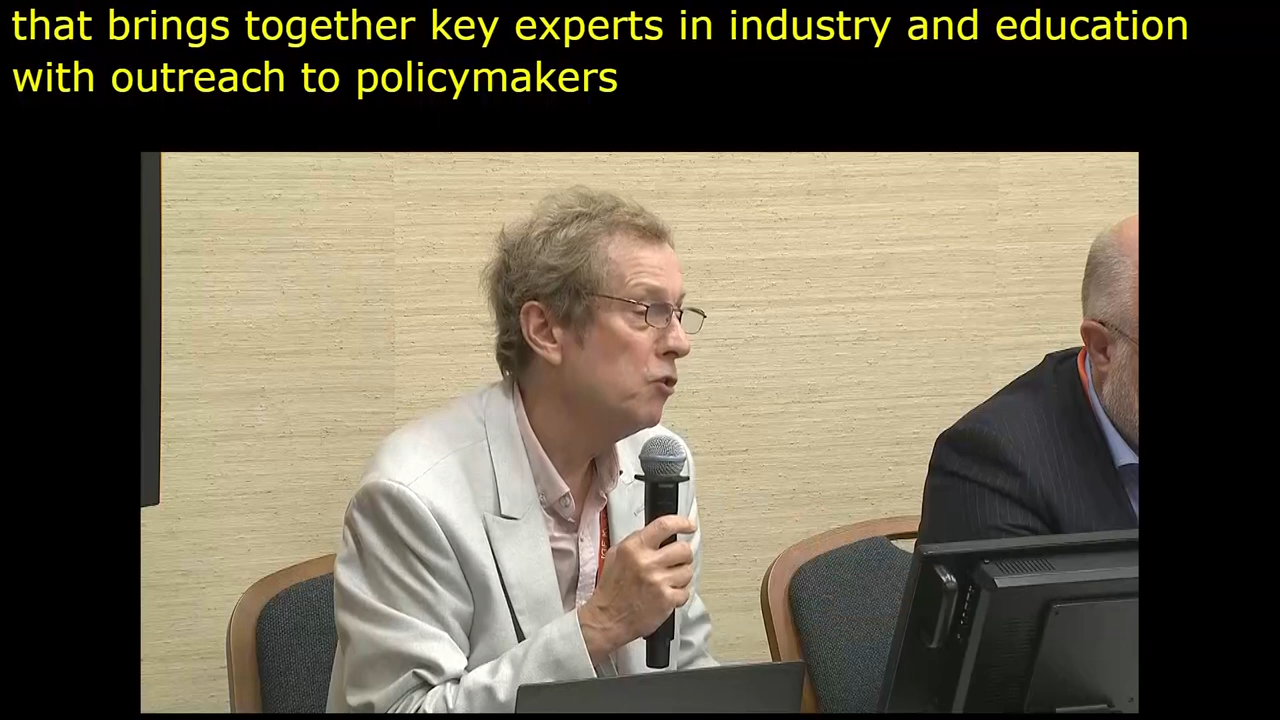 that brings together key experts in industry and education
with outreach to policymakers